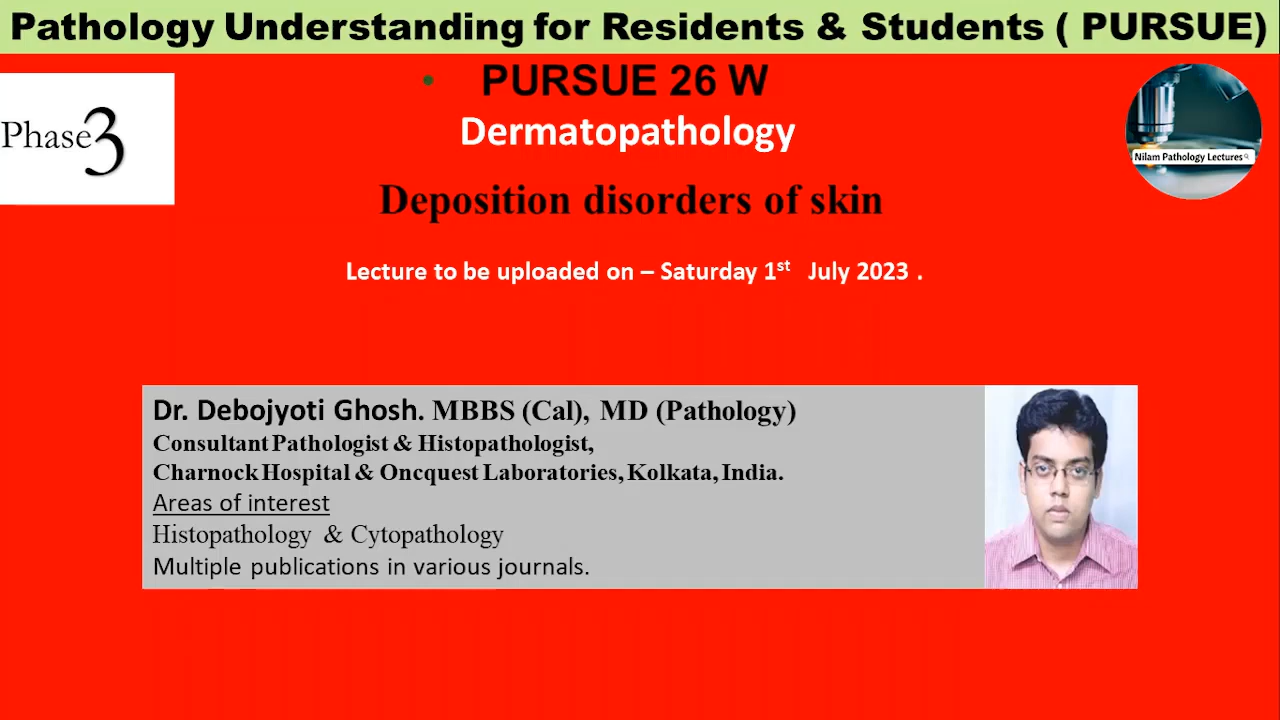 Pathology Understanding for Residents & Students ( PURSUE)
Phase 3
• PURSUE 26 W
Dermatopathology
Nilam Pathology Lectures
Deposition disorders of skin
Lecture to be uploaded on – Saturday 1st July 2023 .
Dr. Debojyoti Ghosh. MBBS (Cal), MD (Pathology)
Consultant Pathologist & Histopathologist,
Charnock Hospital & Oncquest Laboratories, Kolkata, India.
Areas of interest
Histopathology & Cytopathology
Multiple publications in various journals.